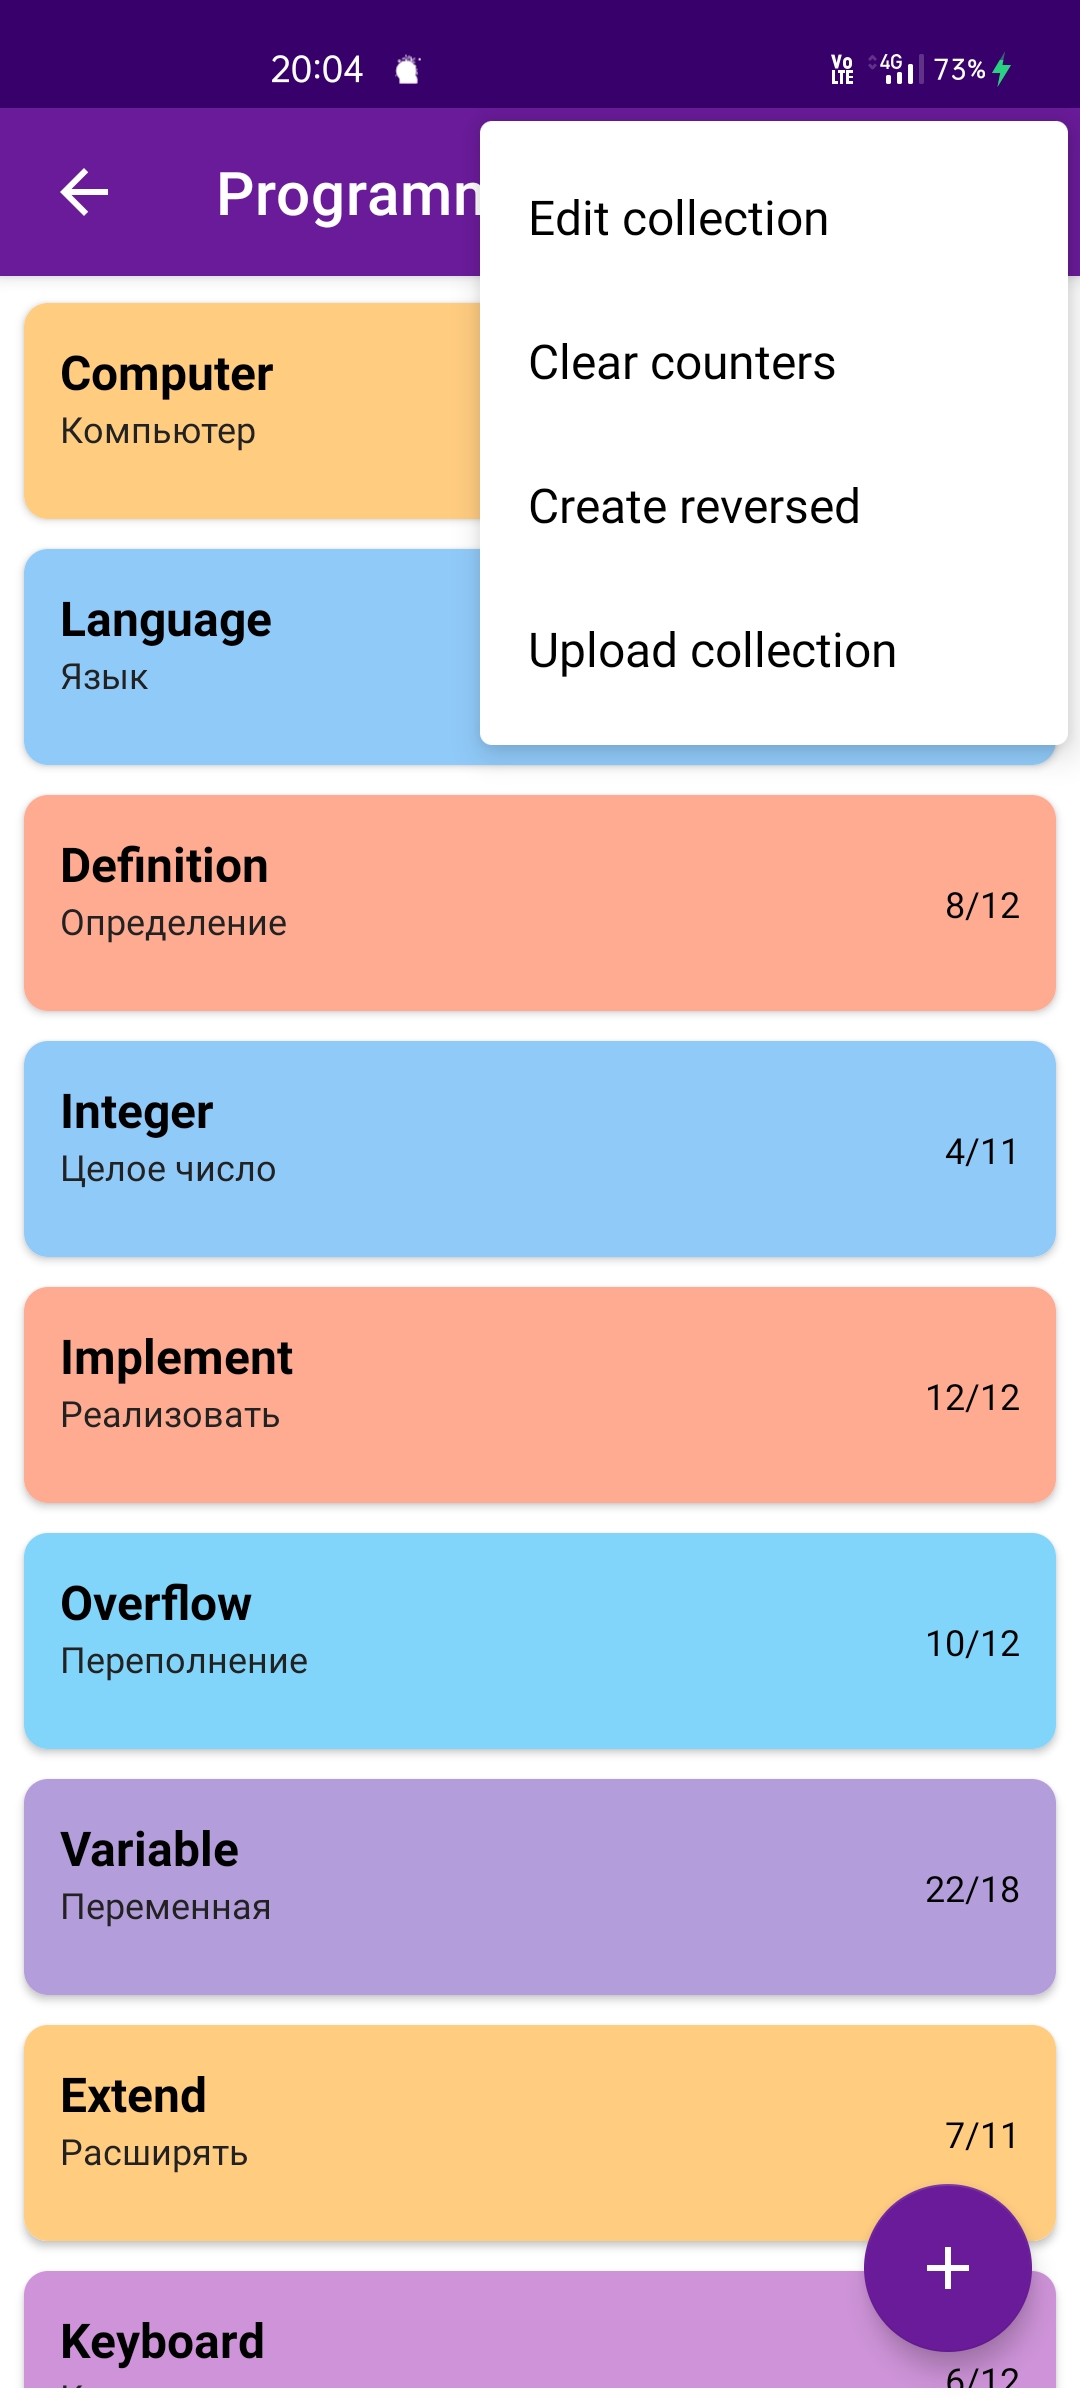 20:04 Vo LTE 4G 73%
Edit collection
Clear counters
Create reversed
Upload collection
Computer
Компьютер
Language
Язык
Definition
Определение
8/12
Integer
Целое число
4/11
Implement
Реализовать
12/12
Overflow
Переполнение
10/12
Variable
Переменная
22/18
Extend
Расширять
7/11
Keyboard
6/12